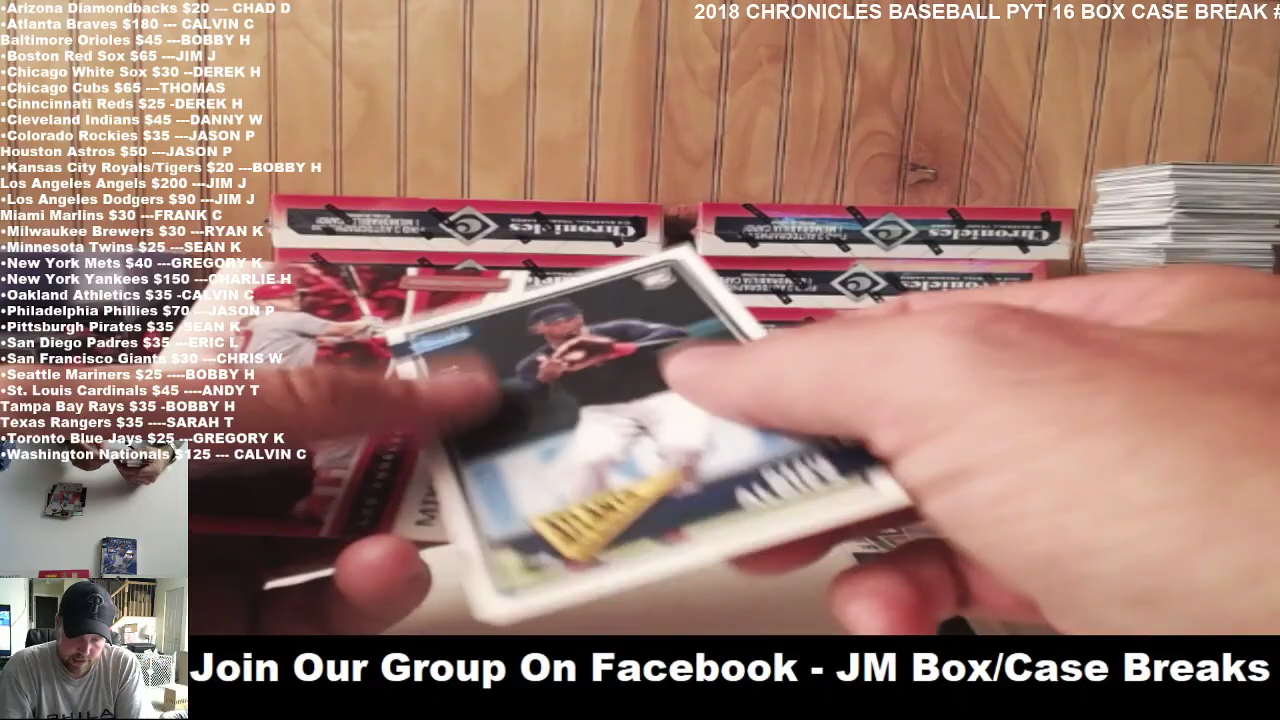 •Arizona Diamondbacks $20 --- CHAD D
•Atlanta Braves $180 --- CALVIN C
Baltimore Orioles $45 ---BOBBY H
•Boston Red Sox $65 ---JIM J
•Chicago White Sox $30 --DEREK H
•Chicago Cubs $65 ---THOMAS
•Cinncinnati Reds $25 -DEREK H
•Cleveland Indians $45 ---DANNY W
•Colorado Rockies $35 ---JASON P
Houston Astros $50 ---JASON P
•Kansas City Royals/Tigers $20 ---BOBBY H
Los Angeles Angels $200 ---JIM J
•Los Angeles Dodgers $90 ---JIM J
Miami Marlins $30 ---FRANK C
•Milwaukee Brewers $30 ---RYAN K
•Minnesota Twins $25 ---SEAN K
•New York Mets $40 ---GREGORY K
•New York Yankees $150 ---CHARLIE H
•Oakland Athletics $35 -CALVIN C
•Philadelphia Phillies $70 ---JASON P
•Pittsburgh Pirates $35 -SEAN K
•San Diego Padres $35 ---ERIC L
•San Francisco Giants $30 ---CHRIS W
•Seattle Mariners $25 ----BOBBY H
•St. Louis Cardinals $45 ----ANDY T
Tampa Bay Rays $35 -BOBBY H
Texas Rangers $35 ----SARAH T
•Toronto Blue Jays $25 ---GREGORY K
•Washington Nationals $125 --- CALVIN C
2018 CHRONICLES BASEBALL PYT 16 BOX CASE BREAK #
Chronicles
Chronicles
Join Our Group On Facebook - JM Box/Case Breaks